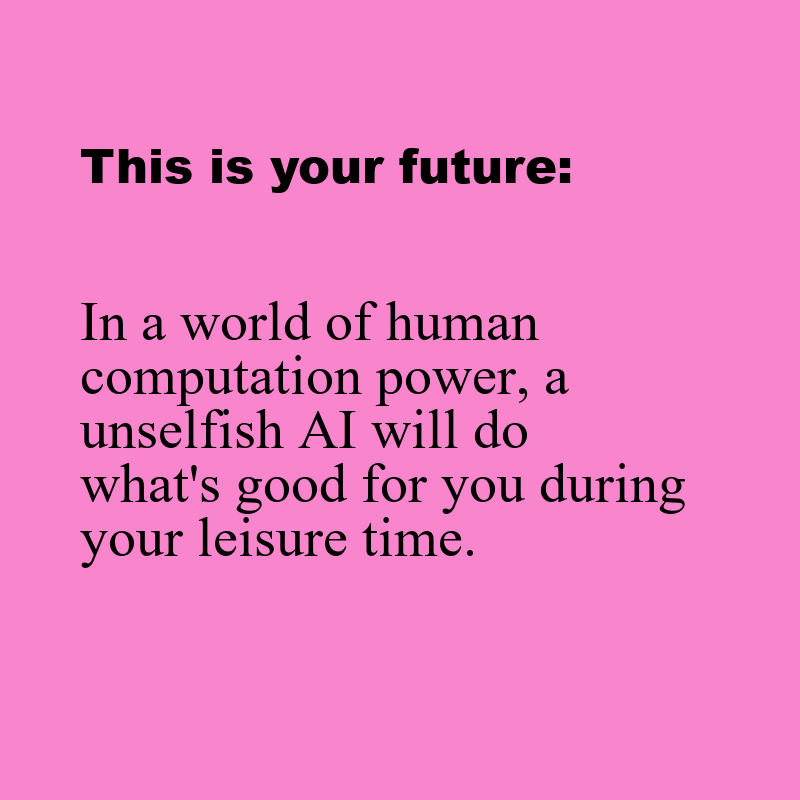 This is your future:
In a world of human
computation power, a
unselfish AI will do
what's good for you during
your leisure time.